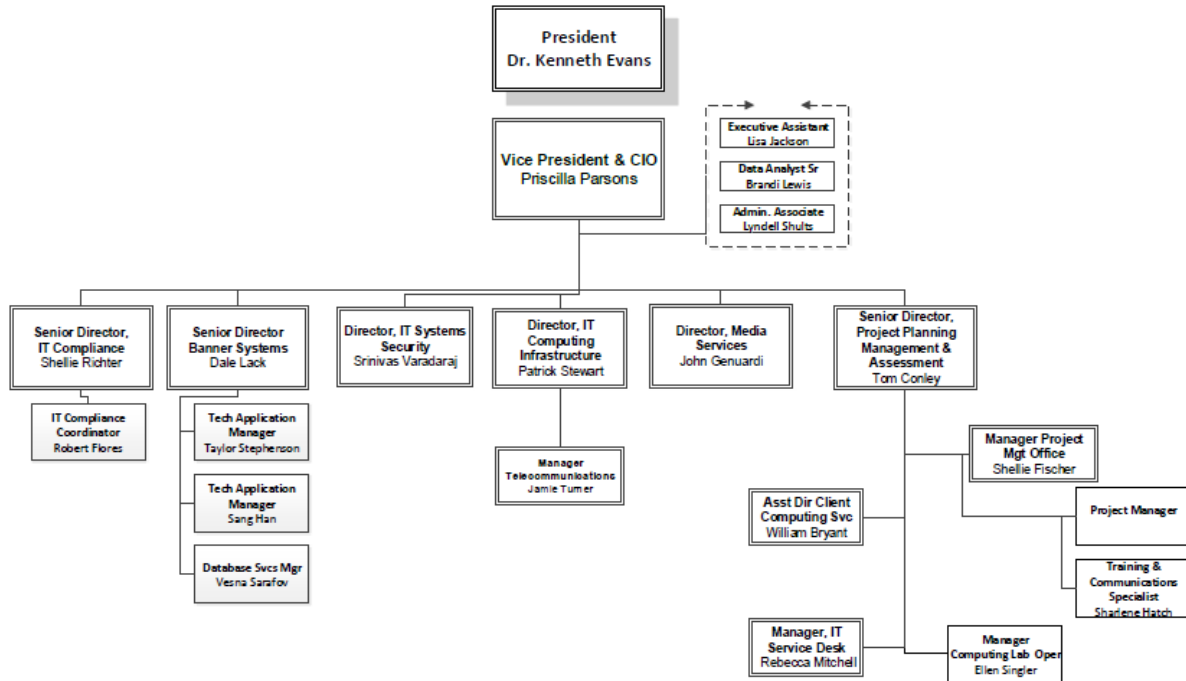 President
Dr. Kenneth Evans
Vice President & CIO
Priscilla Parsons
Executive Assistant
Lisa Jackson
Data Analyst Sr
Brandi Lewis
Admin. Associate
Lyndell Shults
Senior Director,
IT Compliance
Shellie Richter
Senior Director
Banner Systems
Dale Lack
Director, IT Systems
Security
Srinivas Varadaraj
Director, IT
Computing
Infrastructure
Patrick Stewart
Director, Media
Services
John Genuardi
Senior Director,
Project Planning
Management &
Assessment
Tom Conley
IT Compliance
Coordinator
Robert Flores
Tech Application
Manager
Taylor Stephenson
Tech Application
Manager
Sang Han
Database Svcs Mgr
Vesna Sarafov
Manager
Telecommunications
Jamie Turner
Manager Project
Mgt Office
Shellie Fischer
Asst Dir Client
Computing Svc
William Bryant
Project Manager
Training &
Communications
Specialist
Sharlene Hatch
Manager, IT
Service Desk
Rebecca Mitchell
Manager
Computing Lab Oper
Ellen Singler